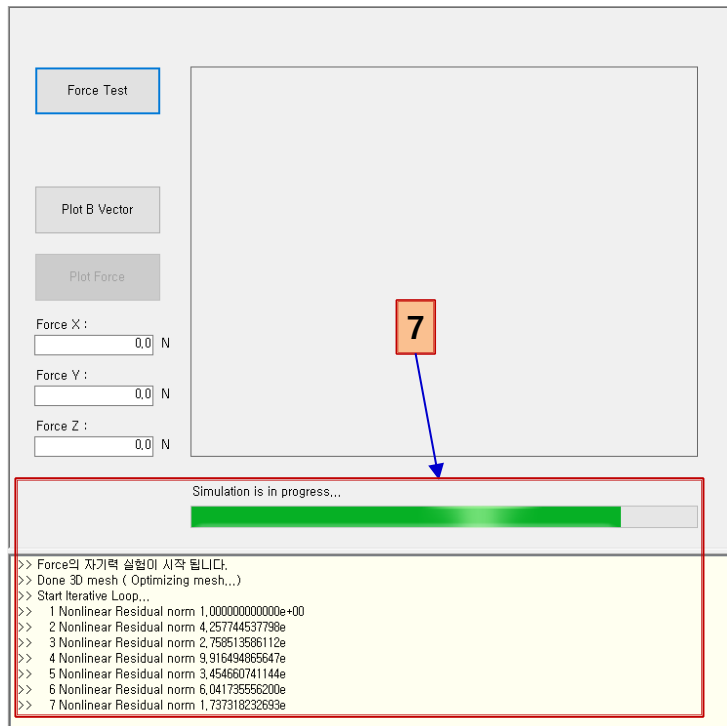 Force Test
Plot B Vector
Plot Force
Force X :
0,0 N
Force Y :
0,0 N
Force Z :
0,0 N
7
Simulation is in progress,,,
>> Force의 자기력 실험이 시작 됩니다.
>> Done 3D mesh ( Optimizing mesh,,,)
>> Start Iterative Loop,,,
>> 1 Nonlinear Residual norm 1,000000000000e+00
>> 2 Nonlinear Residual norm 4,257744537798e
>> 3 Nonlinear Residual norm 2,758513586112e
>> 4 Nonlinear Residual norm 9,916494865647e
>> 5 Nonlinear Residual norm 3,454660741144e
>> 6 Nonlinear Residual norm 6,041735556200e
>> 7 Nonlinear Residual norm 1,737318232693e